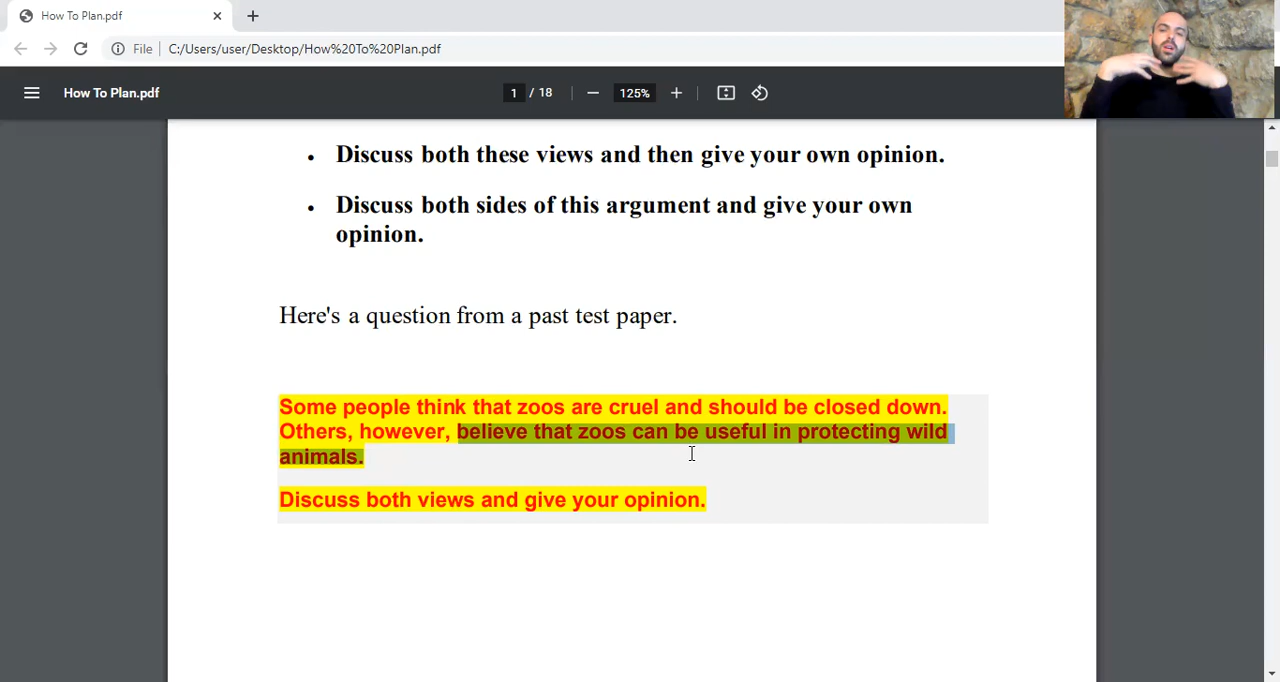 How To Plan.pdf
File
C:/Users/user/Desktop/How%20To%20Plan.pdf
How To Plan.pdf
1 / 18
125%
• Discuss both these views and then give your own opinion.
• Discuss both sides of this argument and give your own
opinion.
Here's a question from a past test paper.
Some people think that zoos are cruel and should be closed down.
Others, however, believe that zoos can be useful in protecting wild
animals.
Discuss both views and give your opinion.